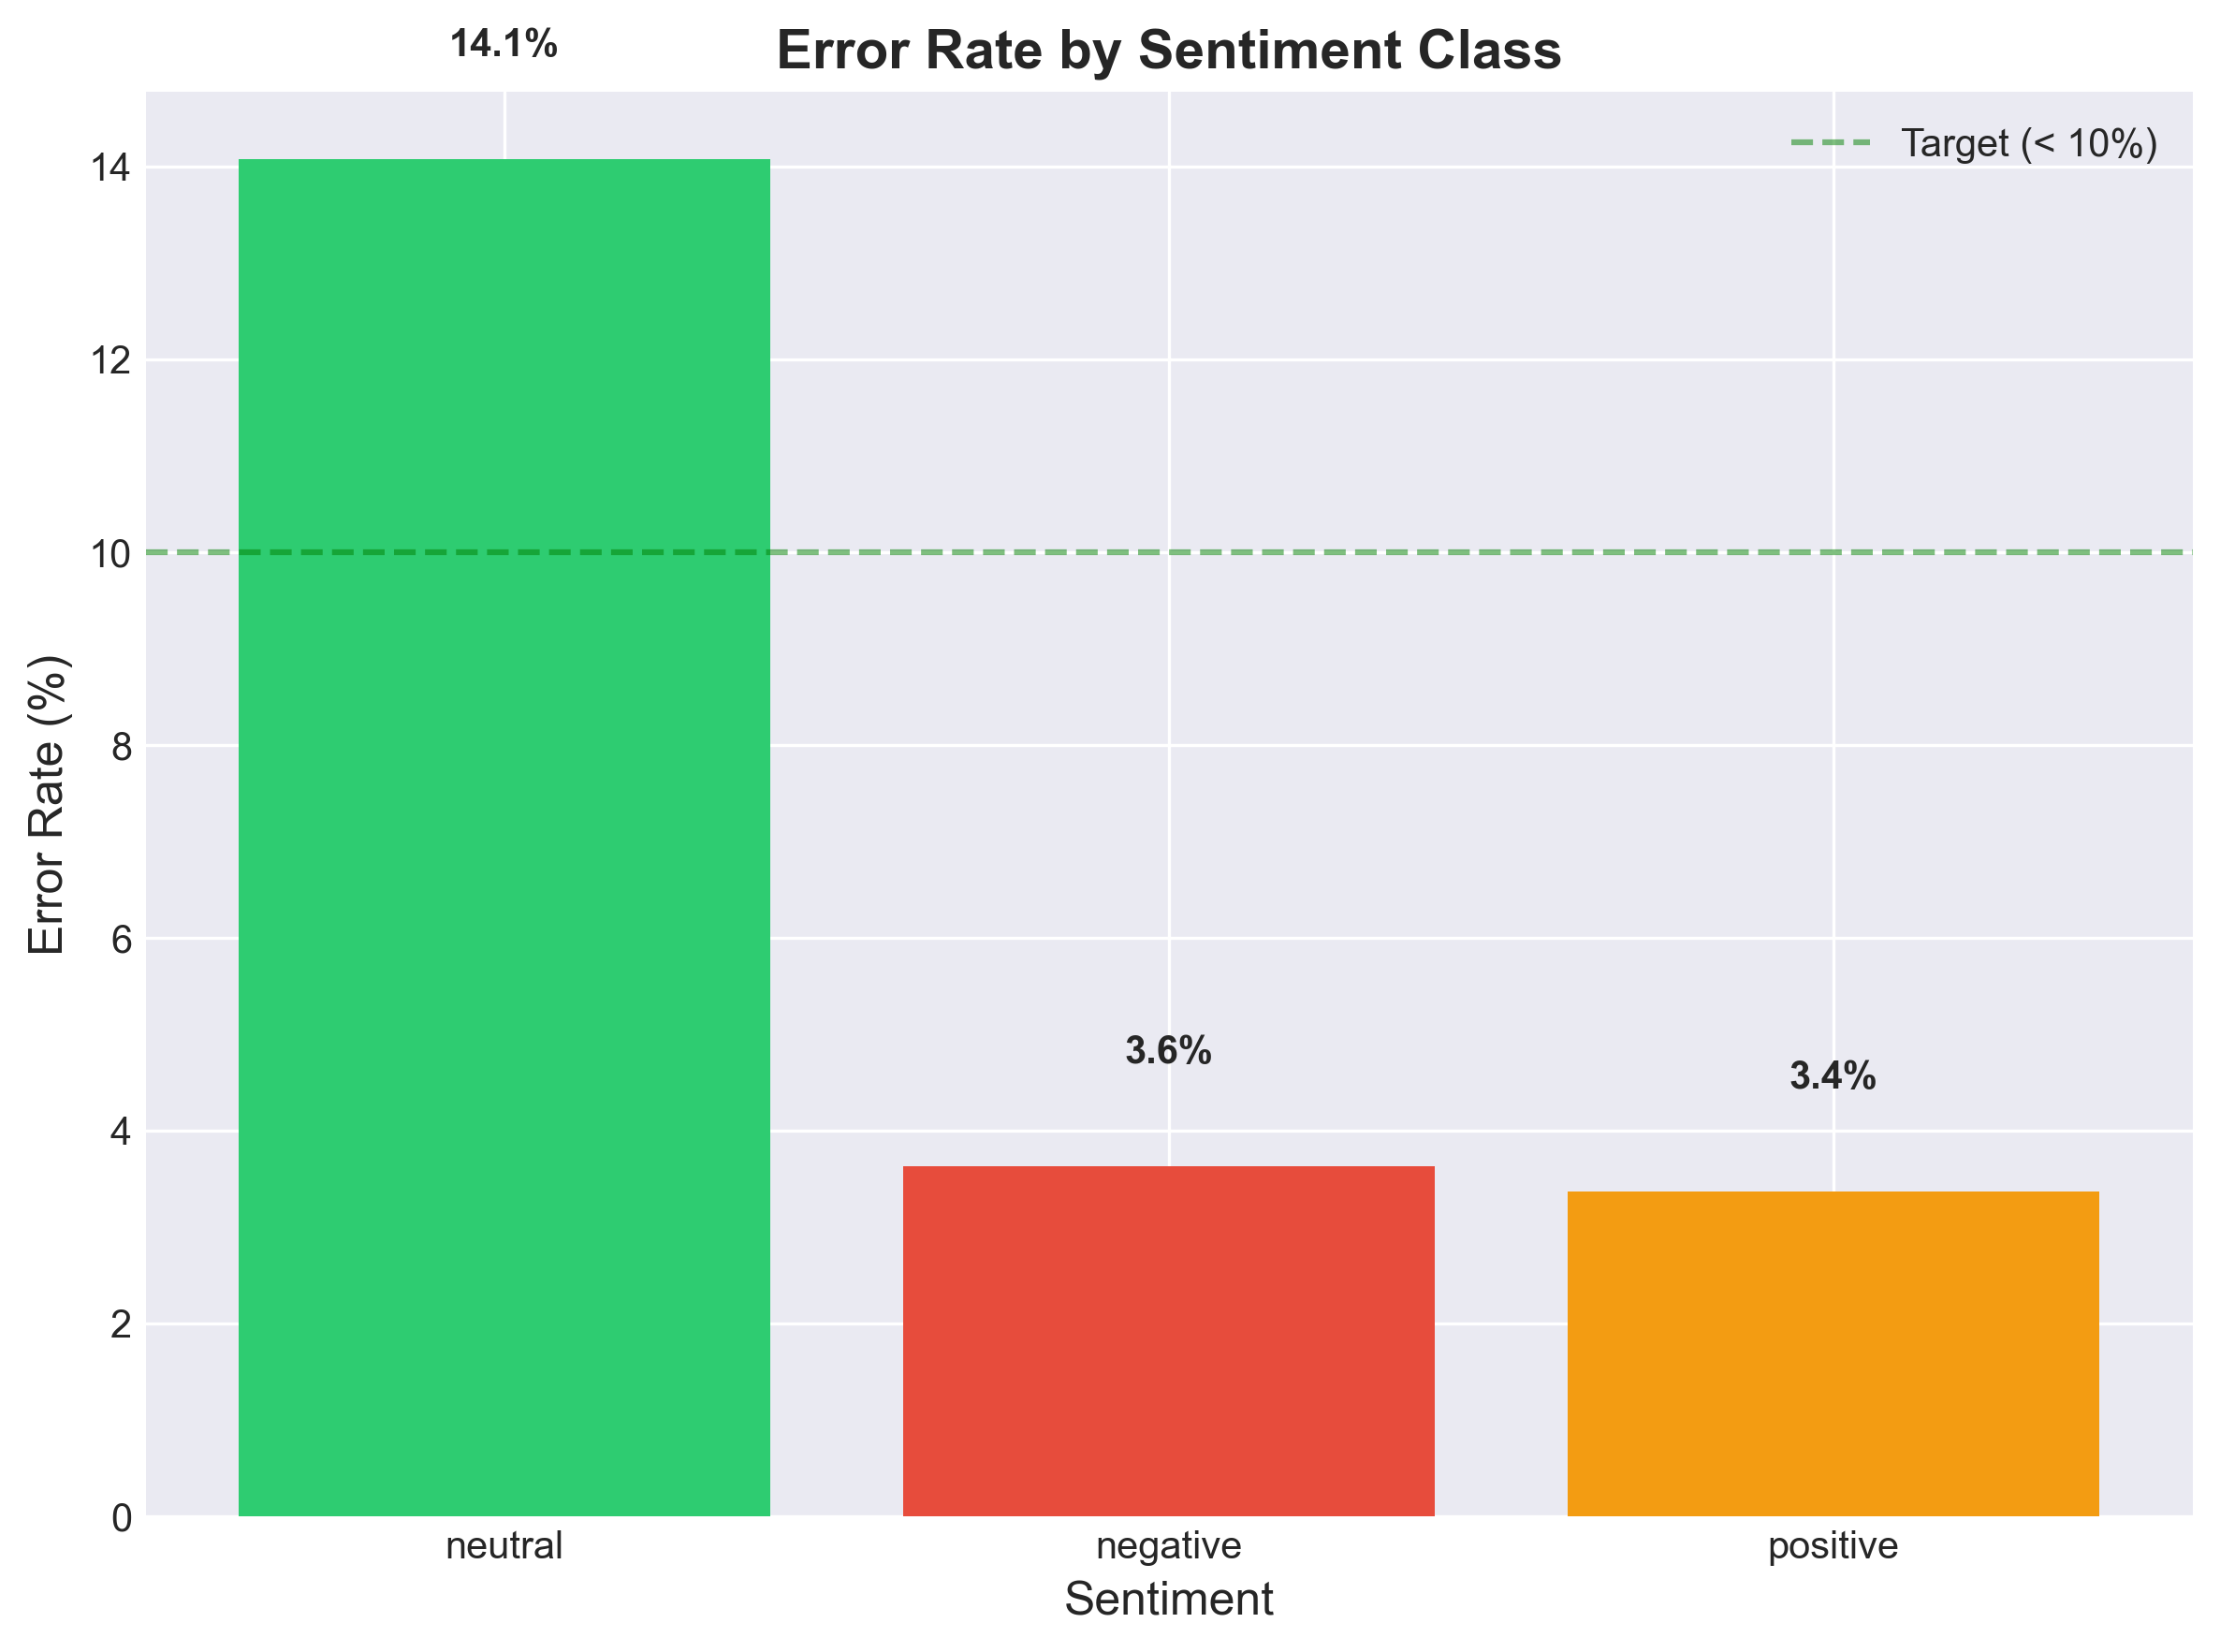 14.1%
Error Rate by Sentiment Class
Target (< 10%)
14
12
10
8
6
4
2
0
Error Rate (%)
3.6%
3.4%
neutral
negative
positive
Sentiment